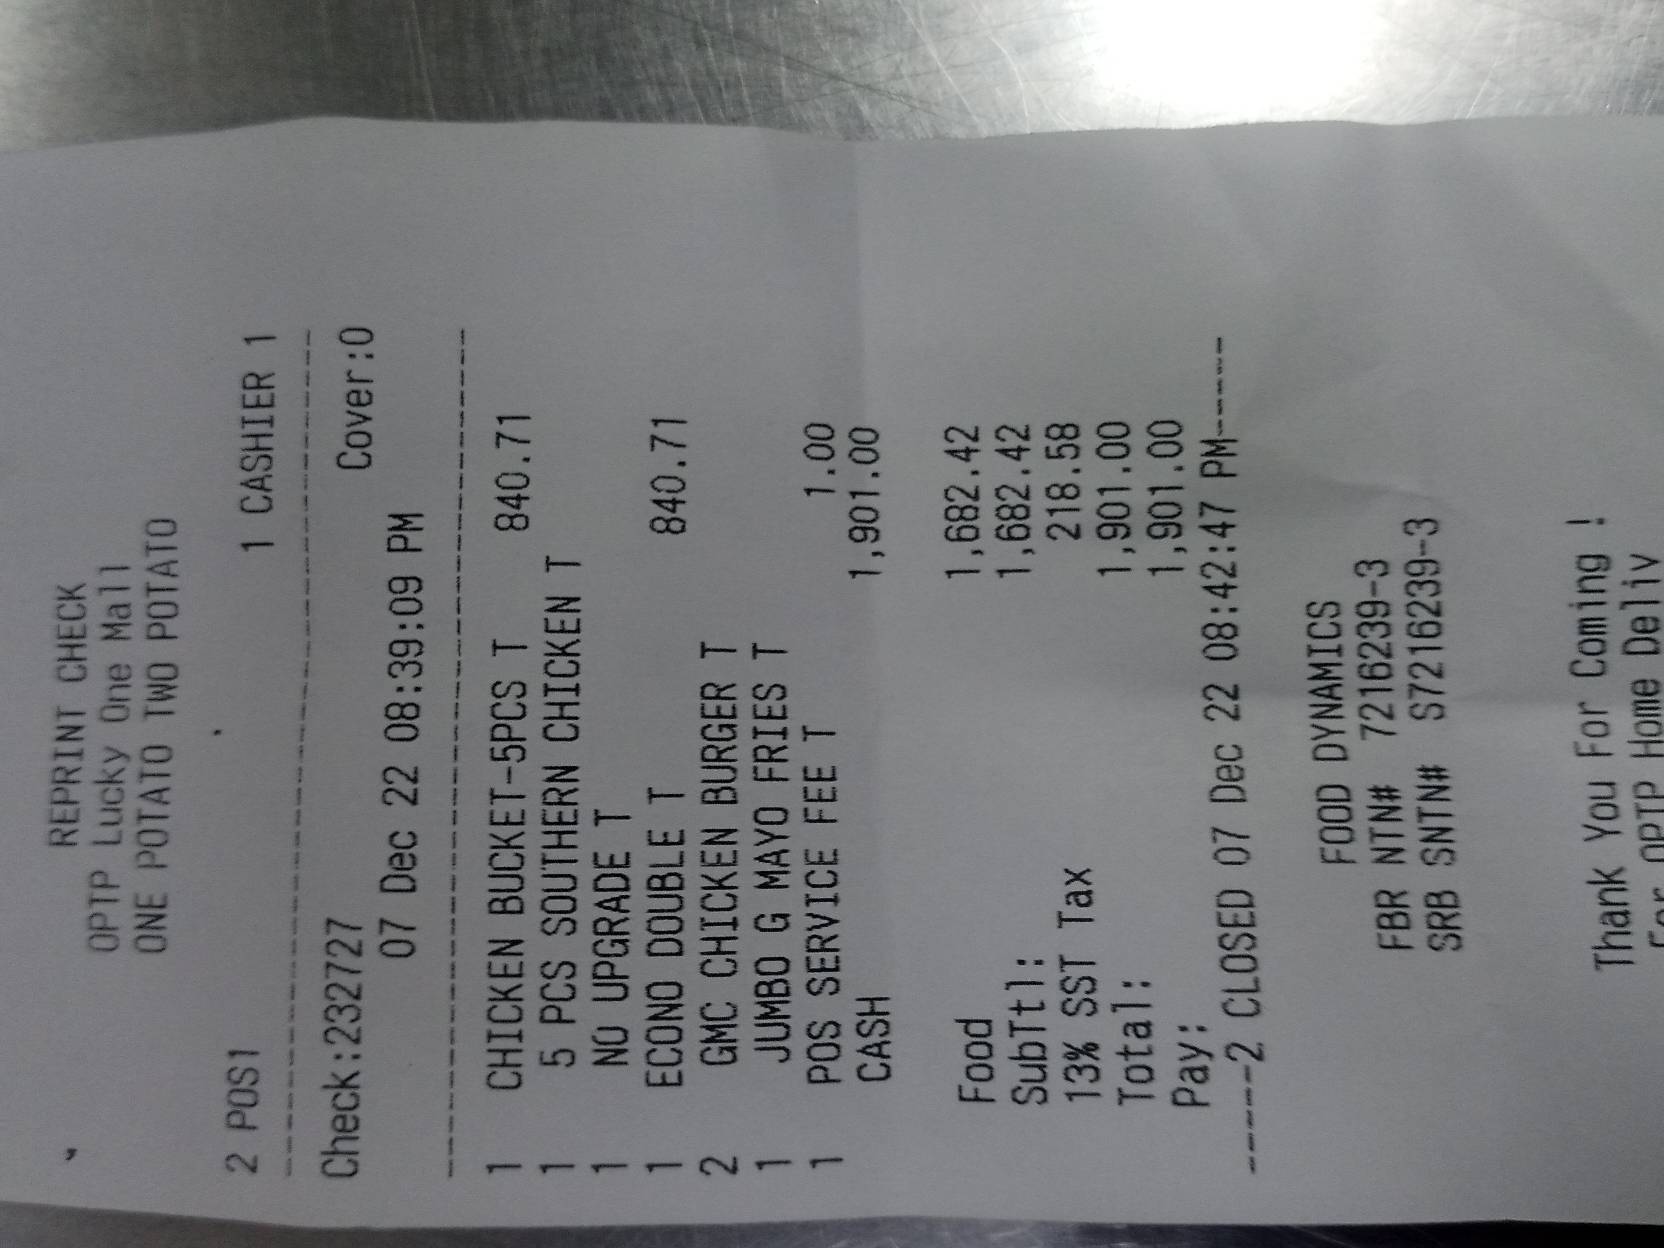 REPRINT CHECK
OPTP Lucky One Mall
ONE POTATO TWO POTATO
2 POS1 1 CASHIER 1
--------------------------------
Check:232727 Cover:0
07 Dec 22 08:39:09 PM
--------------------------------
1 CHICKEN BUCKET-5PCS T 840.71
1 5 PCS SOUTHERN CHICKEN T
1 NO UPGRADE T
1 ECONO DOUBLE T 840.71
2 GMC CHICKEN BURGER T
1 JUMBO G MAYO FRIES T
1 POS SERVICE FEE T 1.00
CASH 1,901.00
Food 1,682.42
SubTtl: 1,682.42
13% SST Tax 218.58
Total: 1,901.00
Pay: 1,901.00
-----2 CLOSED 07 Dec 22 08:42:47 PM-----
FOOD DYNAMICS
FBR NTN# 7216239-3
SRB SNTN# S7216239-3
Thank You For Coming !
For OPTP Home Deliv